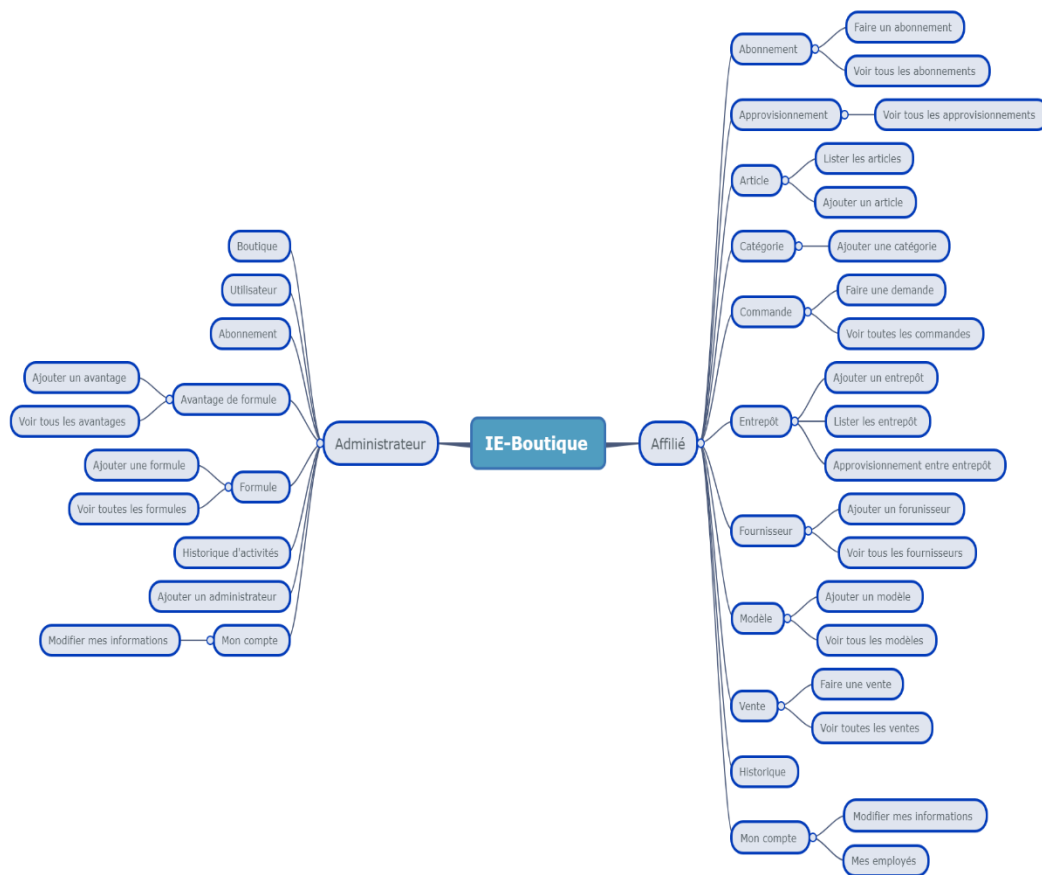 IE-Boutique
Administrateur
Boutique
Utilisateur
Abonnement
Avantage de formule
Ajouter un avantage
Voir tous les avantages
Formule
Ajouter une formule
Voir toutes les formules
Historique d'activités
Ajouter un administrateur
Mon compte
Modifier mes informations
Affilié
Abonnement
Faire un abonnement
Voir tous les abonnements
Approvisionnement
Voir tous les approvisionnements
Article
Lister les articles
Ajouter un article
Catégorie
Ajouter une catégorie
Commande
Faire une demande
Voir toutes les commandes
Entrepôt
Ajouter un entrepôt
Lister les entrepôt
Approvisionnement entre entrepôt
Fournisseur
Ajouter un forunisseur
Voir tous les fournisseurs
Modèle
Ajouter un modèle
Voir tous les modèles
Vente
Faire une vente
Voir toutes les ventes
Historique
Mon compte
Modifier mes informations
Mes employés